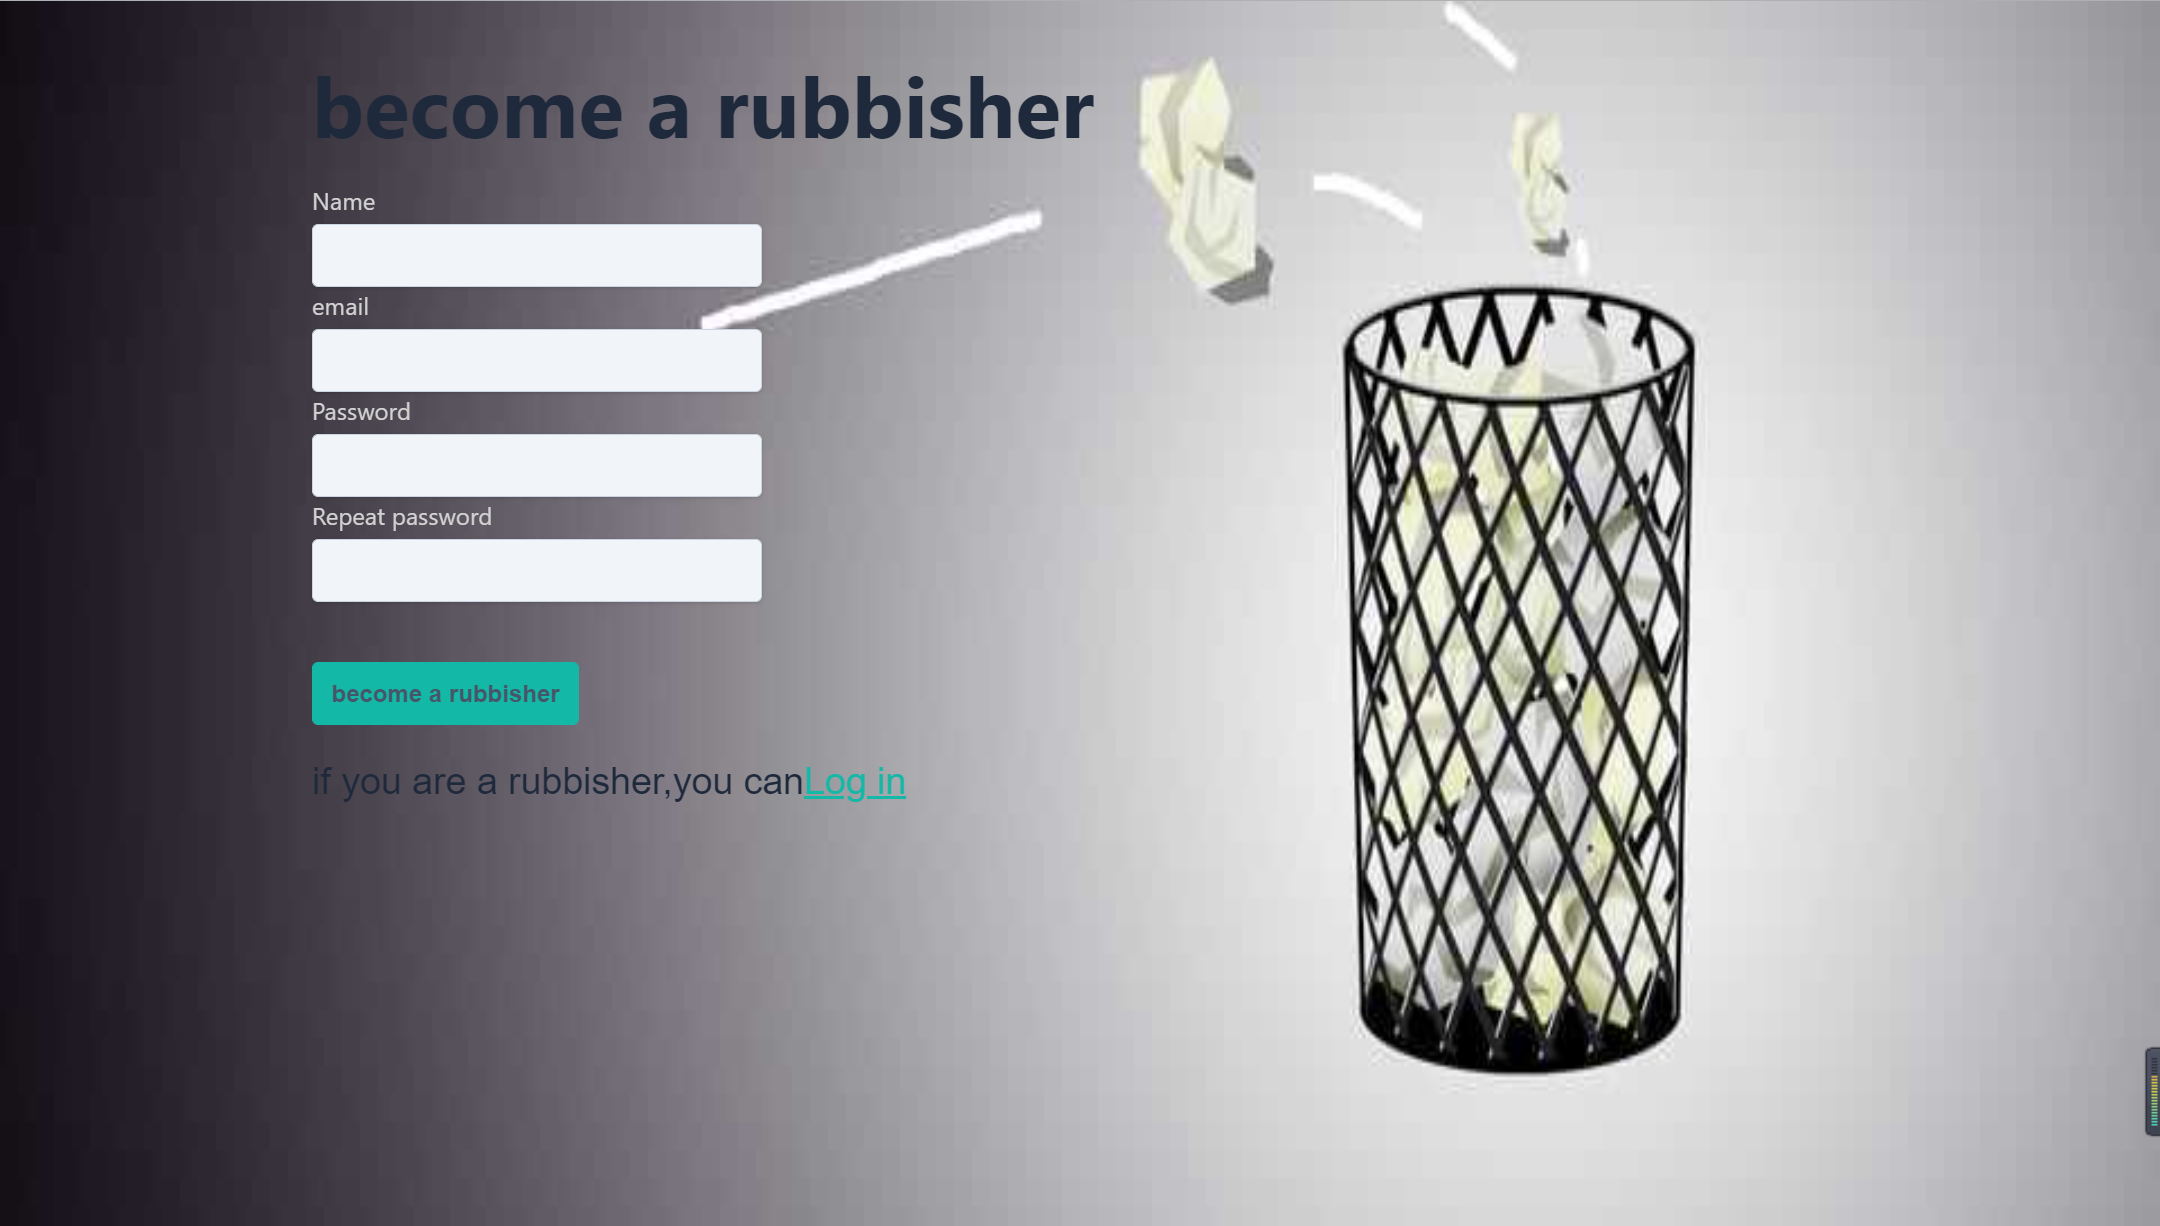 become a rubbisher
Name
email
Password
Repeat password
become a rubbisher
if you are a rubbisher,you canLog in